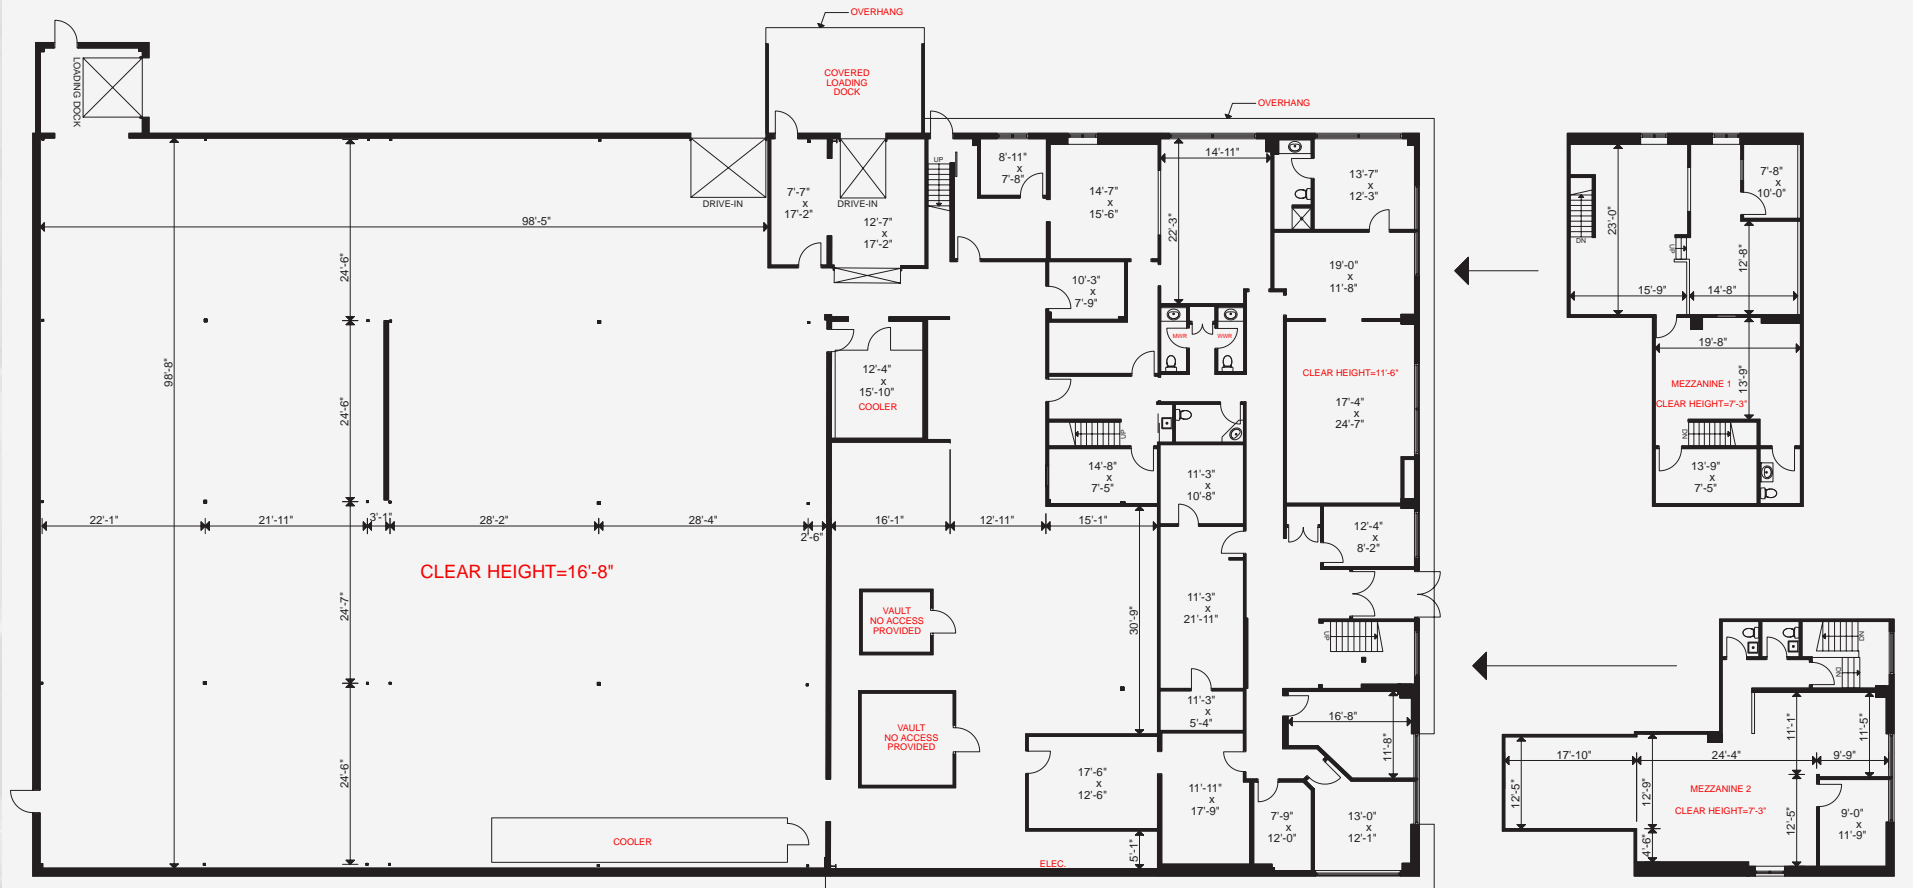 OVERHANG
COVERED
LOADING
DOCK
LOADING DOCK
OVERHANG
DRIVE-IN
DRIVE-IN
98'-5"
98'-8"
24'-6"
24'-6"
24'-7"
24'-6"
7'-7"
x
17'-2"
12'-7"
x
17'-2"
UP
8'-11"
x
7'-8"
14'-7"
x
15'-6"
14'-11"
22'-3"
13'-7"
x
12'-3"
19'-0"
x
11'-8"
10'-3"
x
7'-9"
MWR
WWR
12'-4"
x
15'-10"
COOLER
CLEAR HEIGHT=11'-6"
17'-4"
x
24'-7"
UP
14'-8"
x
7'-5"
11'-3"
x
10'-8"
22'-1"
21'-11"
3'-1"
28'-2"
28'-4"
2'-6"
16'-1"
12'-11"
15'-1"
12'-4"
x
8'-2"
CLEAR HEIGHT=16'-8"
VAULT
NO ACCESS
PROVIDED
30'-9"
11'-3"
x
21'-11"
UP
VAULT
NO ACCESS
PROVIDED
11'-3"
x
5'-4"
16'-8"
11'-8"
17'-6"
x
12'-6"
11'-11"
x
17'-9"
7'-9"
x
12'-0"
13'-0"
x
12'-1"
COOLER
ELEC.
5'-1"
23'-0"
DN
UP
7'-8"
x
10'-0"
12'-8"
15'-9"
14'-8"
19'-8"
13'-9"
MEZZANINE 1
CLEAR HEIGHT=7'-3"
DN
13'-9"
x
7'-5"
DN
DN
11'-1"
11'-5"
17'-10"
24'-4"
9'-9"
12'-5"
12'-9"
4'-6"
12'-5"
MEZZANINE 2
CLEAR HEIGHT=7'-3"
9'-0"
x
11'-9"